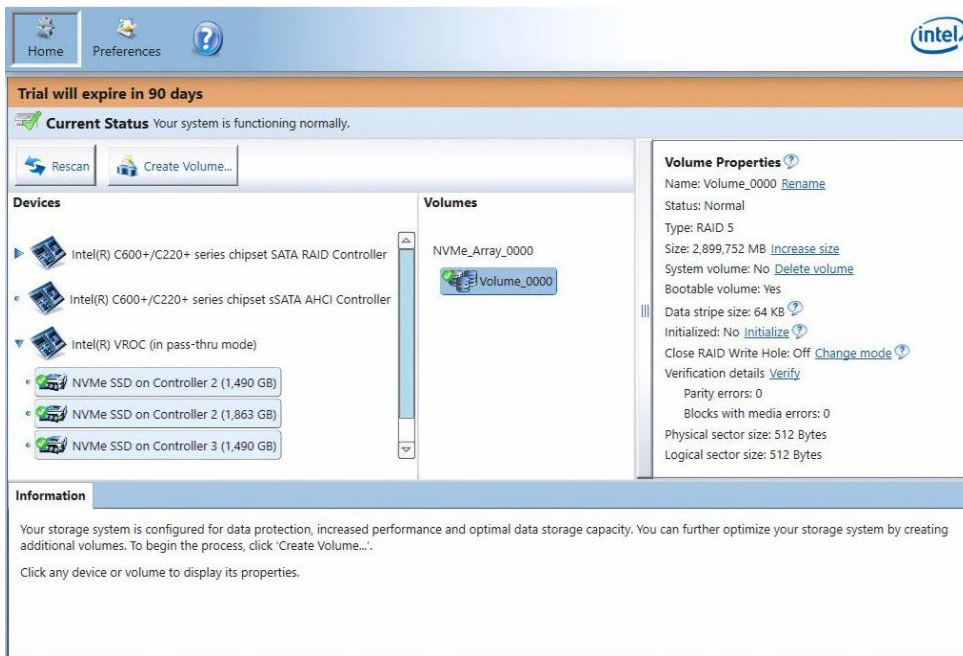 Home
Preferences
?
intel
Trial will expire in 90 days
Current Status Your system is functioning normally.
Rescan
Create Volume...
Devices
Intel(R) C600+/C220+ series chipset SATA RAID Controller
Intel(R) C600+/C220+ series chipset sSATA AHCI Controller
Intel(R) VROC (in pass-thru mode)
NVMe SSD on Controller 2 (1,490 GB)
NVMe SSD on Controller 2 (1,863 GB)
NVMe SSD on Controller 3 (1,490 GB)
Volumes
NVMe_Array_0000
Volume_0000
Volume Properties ?
Name: Volume_0000 Rename
Status: Normal
Type: RAID 5
Size: 2,899,752 MB Increase size
System volume: No Delete volume
Bootable volume: Yes
Data stripe size: 64 KB ?
Initialized: No Initialize ?
Close RAID Write Hole: Off Change mode ?
Verification details Verify
Parity errors: 0
Blocks with media errors: 0
Physical sector size: 512 Bytes
Logical sector size: 512 Bytes
Information
Your storage system is configured for data protection, increased performance and optimal data storage capacity. You can further optimize your storage system by creating
additional volumes. To begin the process, click 'Create Volume...'.
Click any device or volume to display its properties.